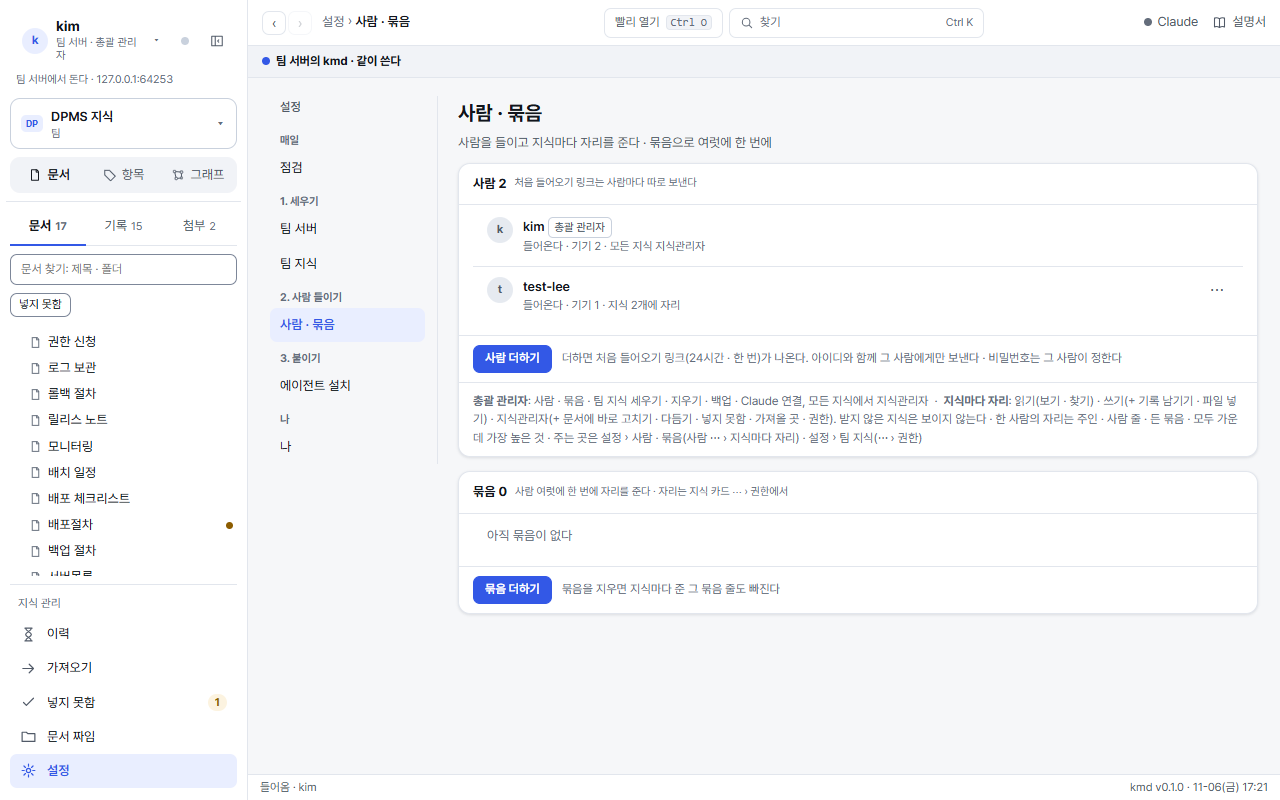 k
kim
팀 서버 · 총괄 관리자
팀 서버에서 돈다 · 127.0.0.1:64253
DP
DPMS 지식
팀
문서
항목
그래프
문서 17
기록 15
첨부 2
문서 찾기: 제목 · 폴더
넣지 못함
권한 신청
로그 보관
롤백 절차
릴리스 노트
모니터링
배치 일정
배포 체크리스트
배포절차
백업 절차
지식 관리
이력
가져오기
넣지 못함 1
문서 짜임
설정
‹ › 설정 › 사람 · 묶음
빨리 열기 Ctrl O
찾기 Ctrl K
Claude
설명서
팀 서버의 kmd · 같이 쓴다
설정
매일
점검
1. 세우기
팀 서버
팀 지식
2. 사람 들이기
사람 · 묶음
3. 붙이기
에이전트 설치
나
나
사람 · 묶음
사람을 들이고 지식마다 자리를 준다 · 묶음으로 여럿에 한 번에
사람 2 처음 들어오기 링크는 사람마다 따로 보낸다
k
kim 총괄 관리자
들어온다 · 기기 2 · 모든 지식 지식관리자
t
test-lee
들어온다 · 기기 1 · 지식 2개에 자리
···
사람 더하기 더하면 처음 들어오기 링크(24시간 · 한 번)가 나온다. 아이디와 함께 그 사람에게만 보낸다 · 비밀번호는 그 사람이 정한다
총괄 관리자: 사람 · 묶음 · 팀 지식 세우기 · 지우기 · 백업 · Claude 연결, 모든 지식에서 지식관리자 · 지식마다 자리: 읽기(보기 · 찾기) · 쓰기(+ 기록 남기기 · 파일 넣
기) · 지식관리자(+ 문서에 바로 고치기 · 다듬기 · 넣지 못함 · 가져올 곳 · 권한). 받지 않은 지식은 보이지 않는다 · 한 사람의 자리는 주인 · 사람 줄 · 든 묶음 · 모두 가운
데 가장 높은 것 · 주는 곳은 설정 › 사람 · 묶음(사람 ··· › 지식마다 자리) · 설정 › 팀 지식(··· › 권한)
묶음 0 사람 여럿에 한 번에 자리를 준다 · 자리는 지식 카드 ··· › 권한에서
아직 묶음이 없다
묶음 더하기 묶음을 지우면 지식마다 준 그 묶음 줄도 빠진다
들어옴 · kim
kmd v0.1.0 · 11-06(금) 17:21